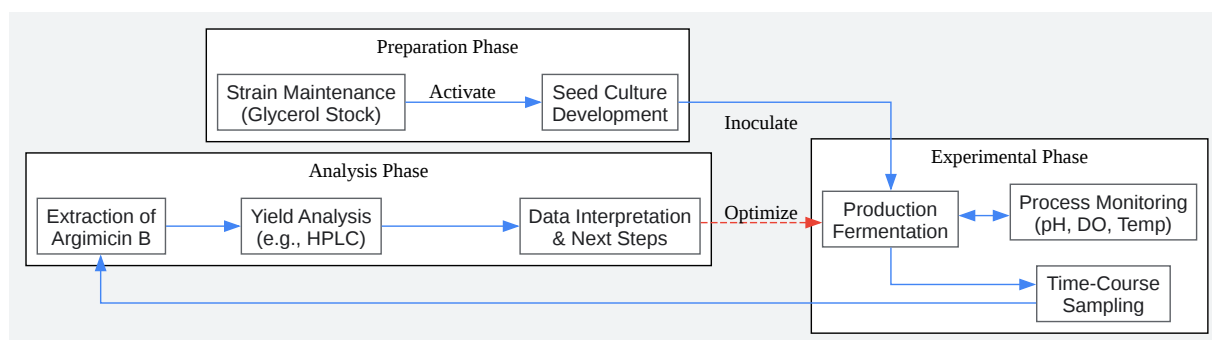 Preparation Phase
Strain Maintenance
(Glycerol Stock)
Activate
Seed Culture
Development
Inoculate
Analysis Phase
Extraction of
Argimicin B
Yield Analysis
(e.g., HPLC)
Data Interpretation
& Next Steps
Optimize
Experimental Phase
Production
Fermentation
Process Monitoring
(pH, DO, Temp)
Time-Course
Sampling